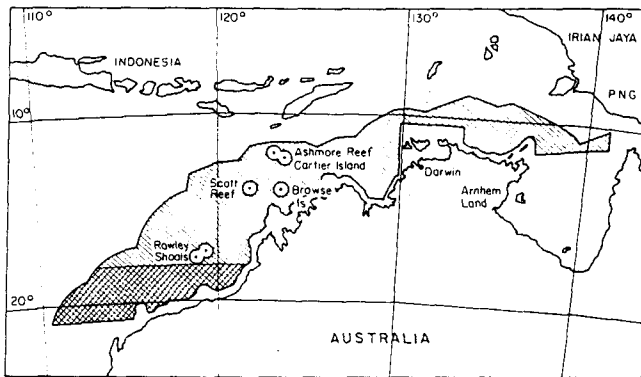 110°
120°
130°
140°
INDONESIA
IRIAN JAYA
PNG
10°
Ashmore Reef
Cartier Island
Scott
Reef
Browse
Is
Darwin
Arnhem
Land
Rowley
Shoals
20°
AUSTRALIA